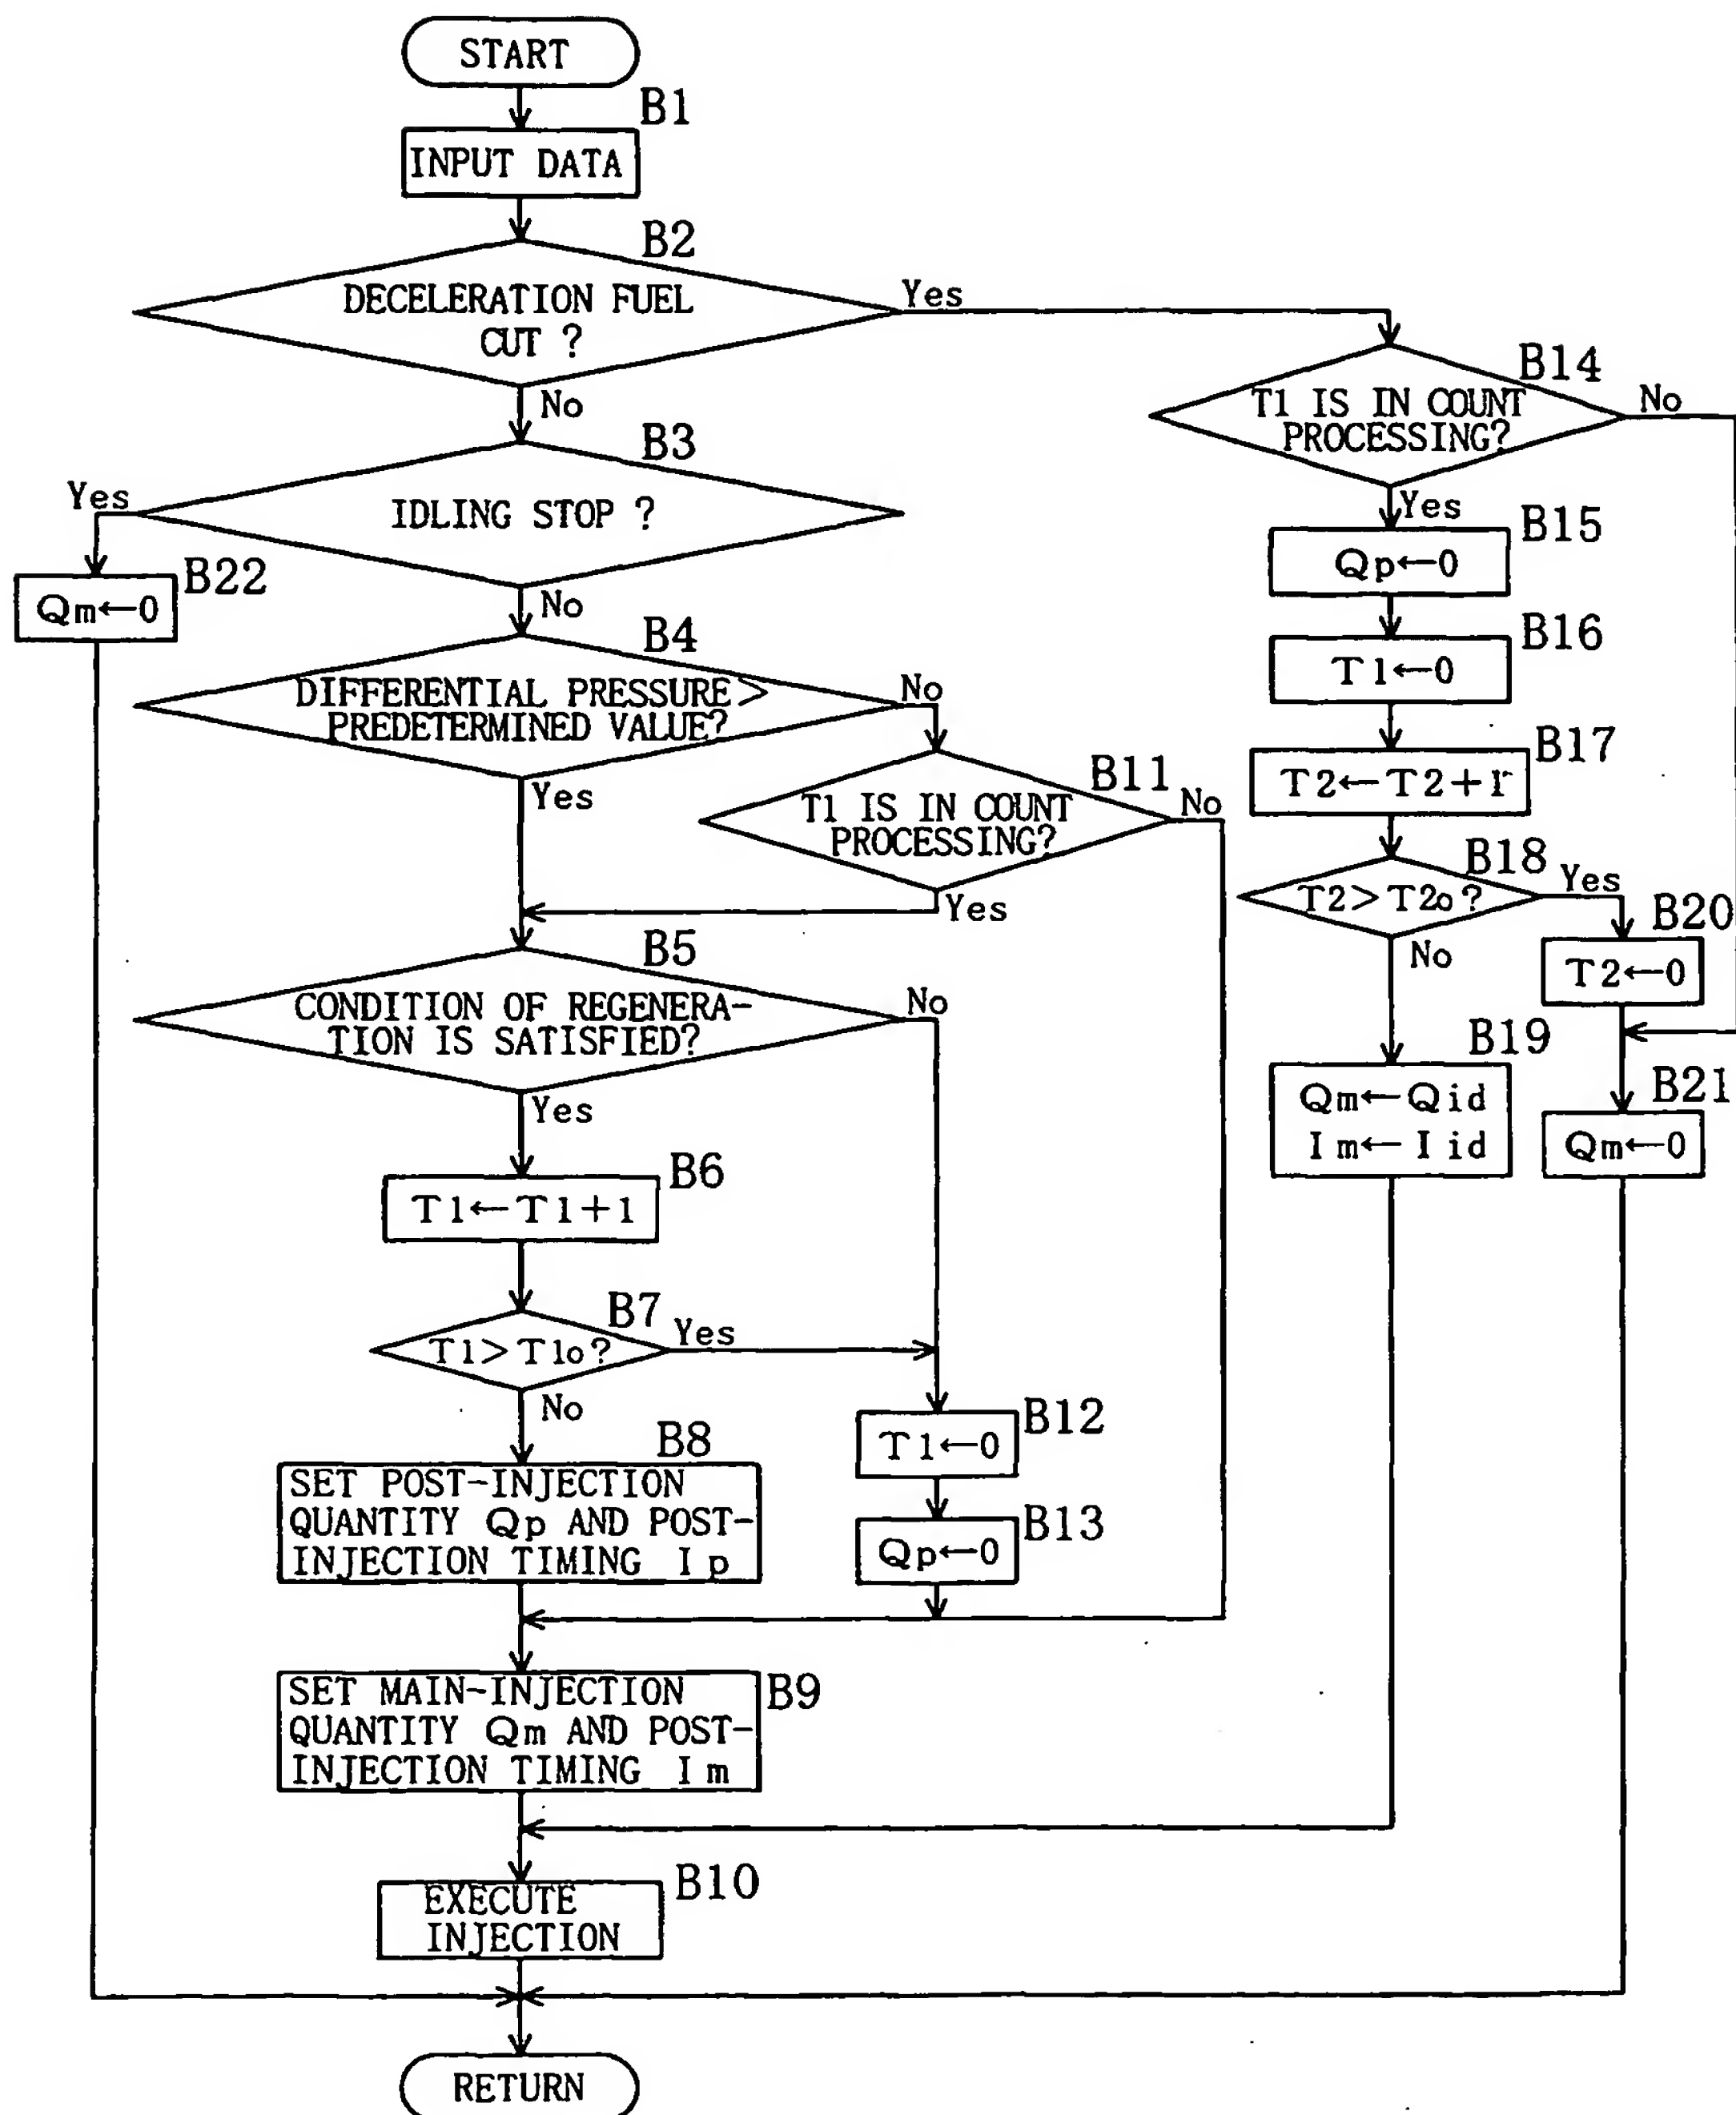 START
B1
INPUT DATA
B2
DECELERATION FUEL
CUT ?
Yes
No
B3
IDLING STOP ?
Yes
No
B22
Qm←0
B4
DIFFERENTIAL PRESSURE>
PREDETERMINED VALUE?
No
Yes
B11
T1 IS IN COUNT
PROCESSING?
No
Yes
B5
CONDITION OF REGENERA-
TION IS SATISFIED?
No
Yes
B6
T1←T1+1
B7
T1>T1o?
Yes
No
B8
SET POST-INJECTION
QUANTITY Qp AND POST-
INJECTION TIMING Ip
B12
T1←0
B13
Qp←0
B9
SET MAIN-INJECTION
QUANTITY Qm AND POST-
INJECTION TIMING Im
B10
EXECUTE
INJECTION
RETURN
B14
T1 IS IN COUNT
PROCESSING?
No
Yes
B15
Qp←0
B16
T1←0
B17
T2←T2+1
B18
T2>T2o?
Yes
No
B20
T2←0
B19
Qm←Qid
Im←Iid
B21
Qm←0